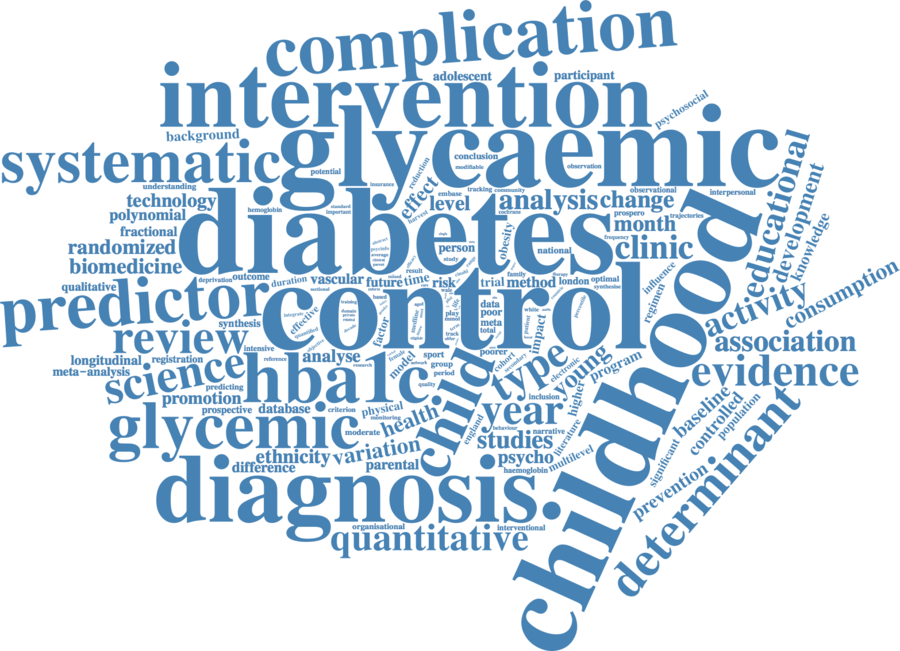 complication
adolescent
participant
intervention
psychosocial
background
glycaemic
systematic
conclusion
modifiable
observation
potential
reduction
insurance
understanding
effect
embase
tracking
community
observational
interpersonal
educational
technology
hemoglobin
standard
important
level
analysis
change
development
harvest
cochrane
prospero
trajectories
polynomial
diabetes
month
knowledge
fractional
frequency
randomized
person
obesity
national
clinic
study
biomedicine
result
deprivation
outcome
duration
vascular
future
time
risk
family
trial
method
london
optimal
synthesise
influence
qualitative
predictor
control
childhood
regimen
consumption
activity
training
based
data
poor
meta
total
white
play
life
patient
impact
integrate
effective
factor
synthesis
review
intensive
association
longitudinal
registration
reference
analyse
model
sport
group
period
poorer
cohort
electronic
meta-analysis
science
predicting
hba1c
research
quality
child
type
young
program
evidence
promotion
inclusion
higher
prospective
database
criterion
physical
monitoring
health
year
baseline
glycemic
moderate
england
behaviour
narrative
literature
controlled
population
determinant
studies
ethnicity
variation
difference
parental
psycho
haemoglobin
multilevel
significant
prevention
diagnosis
organisational
interventional
quantitative